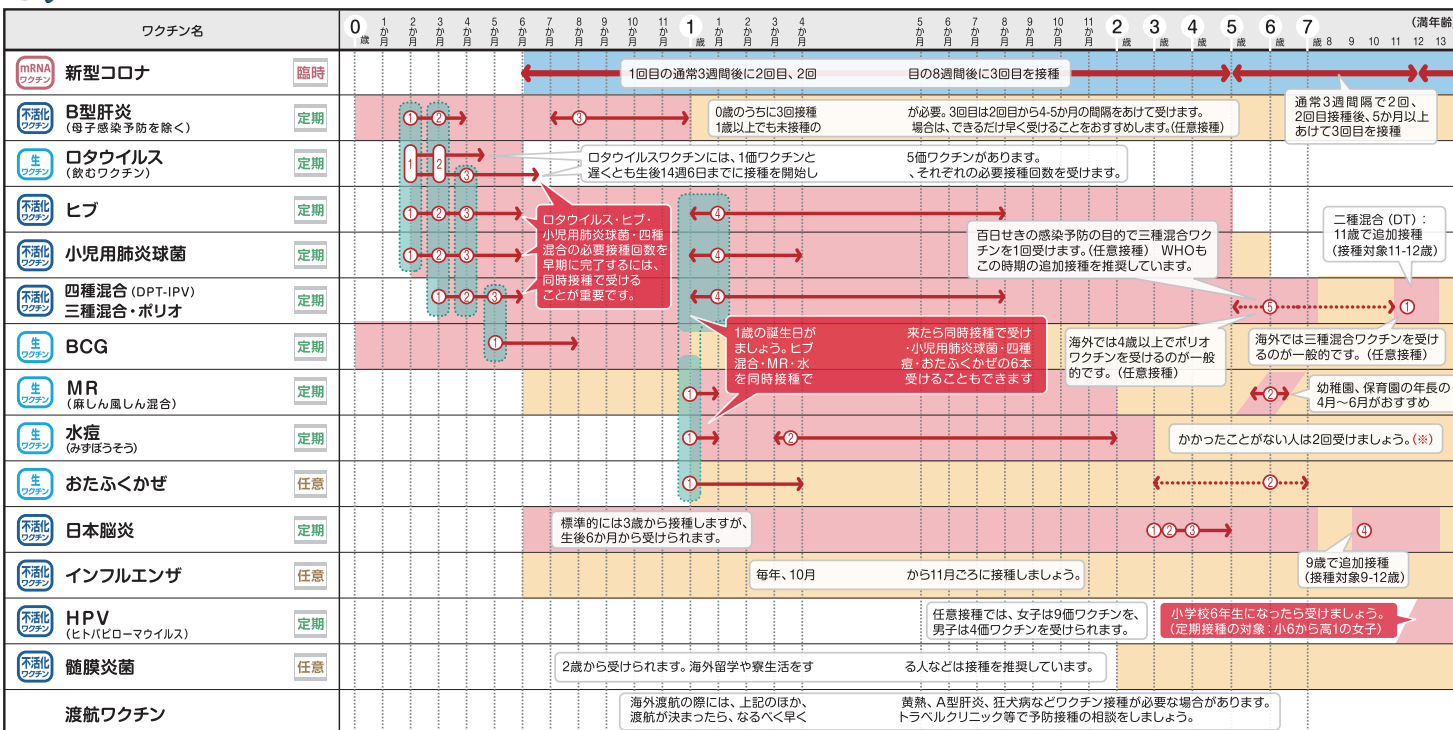 ワクチン名
0歳 1か月 2か月 3か月 4か月 5か月 6か月 7か月 8か月 9か月 10か月 11か月 1歳 1か月 2か月 3か月 4か月 5か月 6か月 7か月 8か月 9か月 10か月 11か月 2歳 3歳 4歳 5歳 6歳 7歳 8 9 10 11 12 13
(満年齢
mRNAワクチン 新型コロナ 臨時
1回目の通常3週間後に2回目、2回 目の8週間後に3回目を接種
通常3週間隔で2回、
2回目接種後、5か月以上
あけて3回目を接種
不活化ワクチン B型肝炎 定期
(母子感染予防を除く)
① ② ③
0歳のうちに3回接種 が必要。3回目は2回目から4-5か月の間隔をあけて受けます。
1歳以上でも未接種の 場合は、できるだけ早く受けることをおすすめします。(任意接種)
生ワクチン ロタウイルス 定期
(飲むワクチン)
1 2 ③
ロタウイルスワクチンには、1価ワクチンと 5価ワクチンがあります。
遅くとも生後14週6日までに接種を開始し 、それぞれの必要接種回数を受けます。
不活化ワクチン ヒブ 定期
① ② ③ ④
ロタウイルス・ヒブ・
小児用肺炎球菌・四種
混合の必要接種回数を
早期に完了するには、
同時接種で受ける
ことが重要です。
不活化ワクチン 小児用肺炎球菌 定期
① ② ③ ④
百日せきの感染予防の目的で三種混合ワク
チンを1回受けます。(任意接種) WHOも
この時期の追加接種を推奨しています。
二種混合(DT):
11歳で追加接種
(接種対象11-12歳)
不活化ワクチン 四種混合(DPT-IPV) 定期
三種混合・ポリオ
① ② ③ ④ ⑤ ①
海外では4歳以上でポリオ
ワクチンを受けるのが一般
的です。(任意接種)
海外では三種混合ワクチンを受け
るのが一般的です。(任意接種)
生ワクチン BCG 定期
①
1歳の誕生日が 来たら同時接種で受け
ましょう。ヒブ ・小児用肺炎球菌・四種
混合・MR・水 痘・おたふくかぜの6本
を同時接種で 受けることもできます
生ワクチン MR 定期
(麻しん風しん混合)
① ②
幼稚園、保育園の年長の
4月〜6月がおすすめ
生ワクチン 水痘 定期
(みずぼうそう)
① ②
かかったことがない人は2回受けましょう。(※)
生ワクチン おたふくかぜ 任意
① ②
不活化ワクチン 日本脳炎 定期
標準的には3歳から接種しますが、
生後6か月から受けられます。
① ② ③ ④
9歳で追加接種
(接種対象9-12歳)
不活化ワクチン インフルエンザ 任意
毎年、10月 から11月ごろに接種しましょう。
不活化ワクチン HPV 定期
(ヒトパピローマウイルス)
任意接種では、女子は9価ワクチンを、
男子は4価ワクチンを受けられます。
小学校6年生になったら受けましょう。
(定期接種の対象:小6から高1の女子)
不活化ワクチン 髄膜炎菌 任意
2歳から受けられます。海外留学や寮生活をす る人などは接種を推奨しています。
渡航ワクチン
海外渡航の際には、上記のほか、 黄熱、A型肝炎、狂犬病などワクチン接種が必要な場合があります。
渡航が決まったら、なるべく早く トラベルクリニック等で予防接種の相談をしましょう。